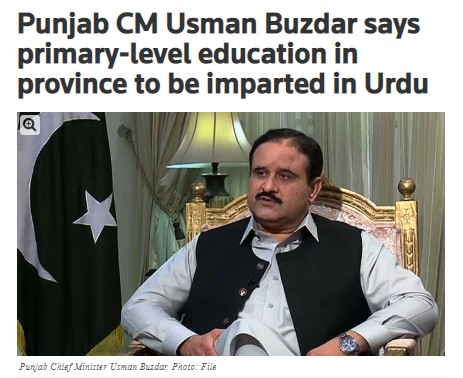 Punjab CM Usman Buzdar says
primary-level education in
province to be imparted in Urdu
Punjab Chief Minister Usman Buzdar. Photo: File